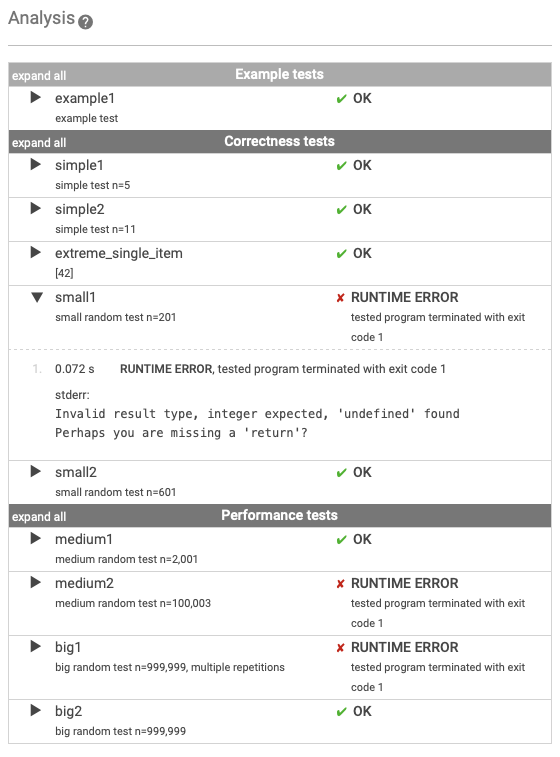 Analysis ?
expand all Example tests
example1 ✔ OK
example test
expand all Correctness tests
simple1 ✔ OK
simple test n=5
simple2 ✔ OK
simple test n=11
extreme_single_item ✔ OK
[42]
small1 ✘ RUNTIME ERROR
small random test n=201 tested program terminated with exit
code 1
1. 0.072 s RUNTIME ERROR, tested program terminated with exit code 1
stderr:
Invalid result type, integer expected, 'undefined' found
Perhaps you are missing a 'return'?
small2 ✔ OK
small random test n=601
expand all Performance tests
medium1 ✔ OK
medium random test n=2,001
medium2 ✘ RUNTIME ERROR
medium random test n=100,003 tested program terminated with exit
code 1
big1 ✘ RUNTIME ERROR
big random test n=999,999, multiple repetitions tested program terminated with exit
code 1
big2 ✔ OK
big random test n=999,999